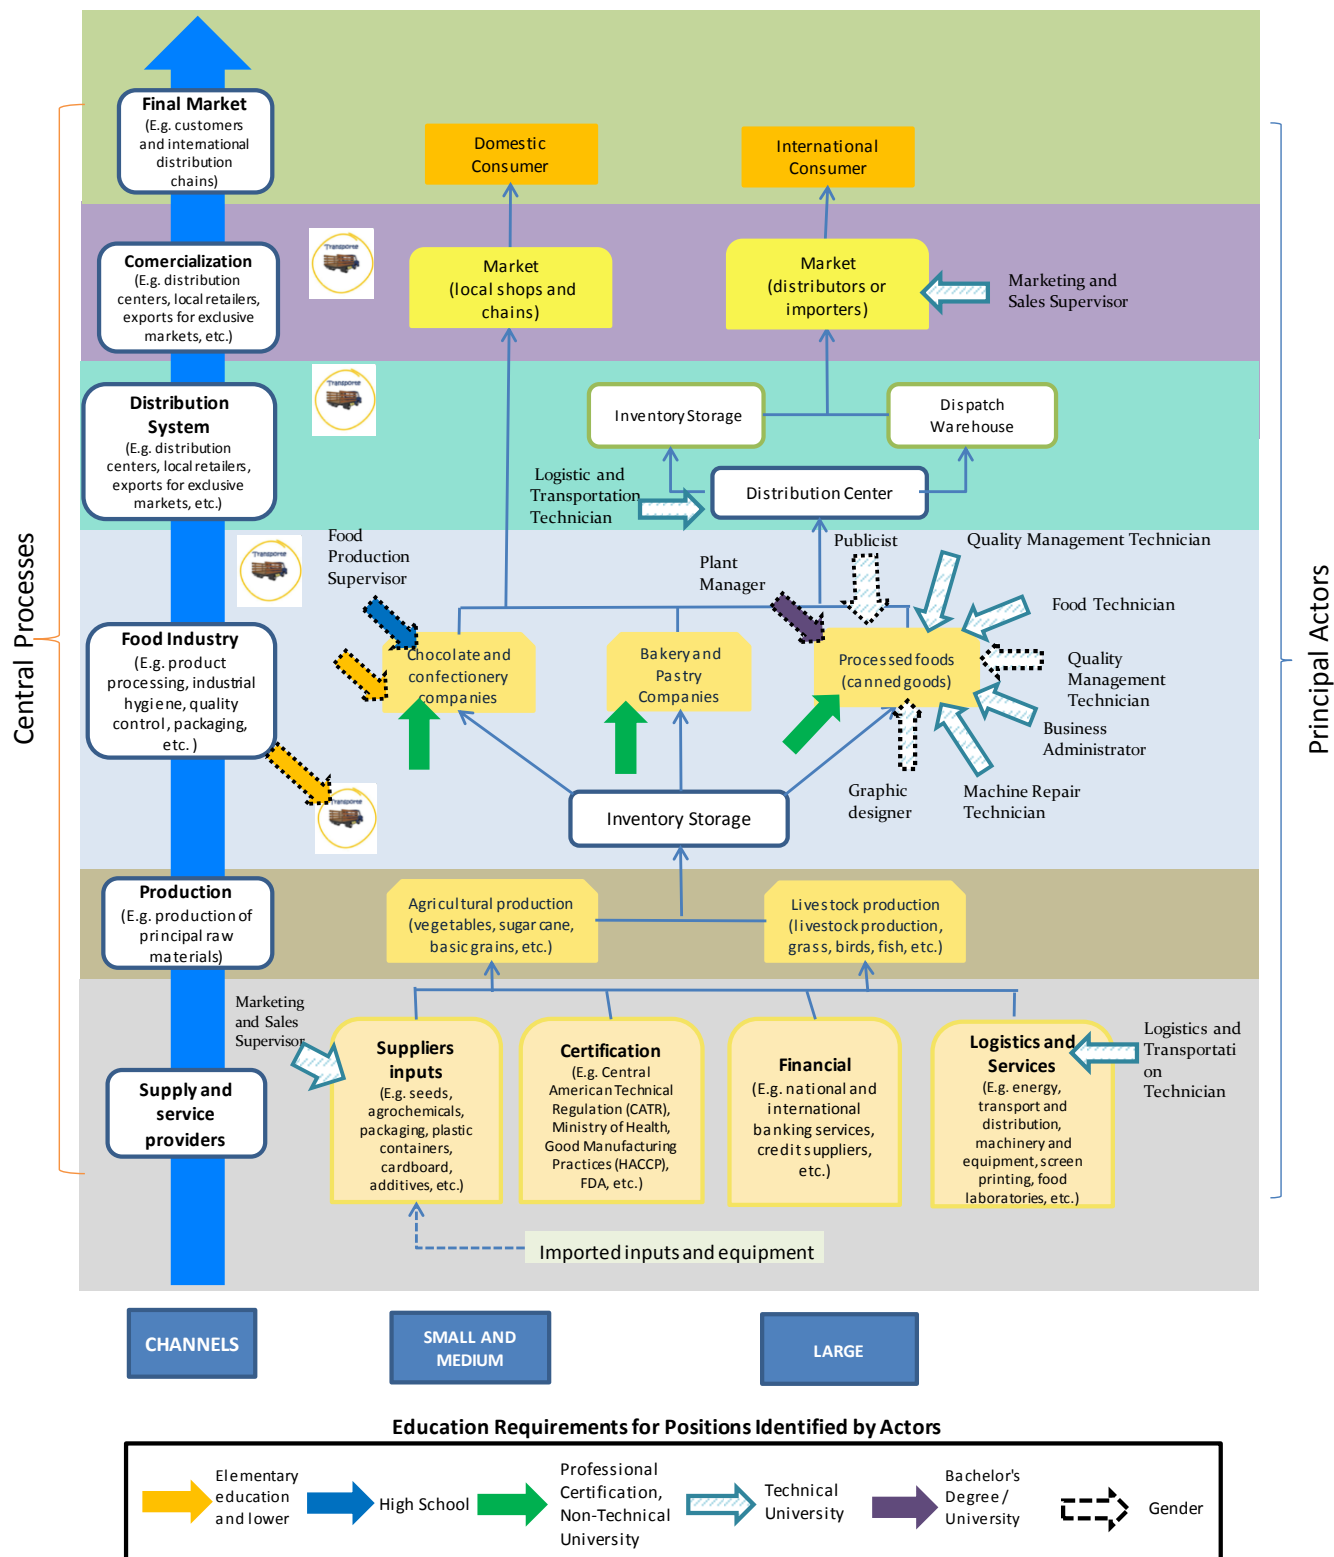 Central Processes
Principal Actors
Final Market
(E.g. customers
and international
distribution
chains)
Domestic
Consumer
International
Consumer
Comercialization
(E.g. distribution
centers, local retailers,
exports for exclusive
markets, etc.)
Transporte
Market
(local shops and
chains)
Market
(distributors or
importers)
Marketing and
Sales Supervisor
Distribution
System
(E.g. distribution
centers, local retailers,
exports for exclusive
markets, etc.)
Transporte
Inventory Storage
Dispatch
Warehouse
Logistic and
Transportation
Technician
Distribution Center
Food
Production
Supervisor
Transporte
Plant
Manager
Publicist
Quality Management Technician
Food Technician
Food Industry
(E.g. product
processing, industrial
hygiene, quality
control, packaging,
etc. )
Chocolate and
confectionery
companies
Bakery and
Pastry
Companies
Processed foods
(canned goods)
Quality
Management
Technician
Business
Administrator
Machine Repair
Technician
Graphic
designer
Transporte
Inventory Storage
Production
(E.g. production of
principal raw
materials)
Agricultural production
(vegetables, sugar cane,
basic grains, etc.)
Livestock production
(livestock production,
grass, birds, fish, etc.)
Marketing
and Sales
Supervisor
Supply and
service
providers
Suppliers
inputs
(E.g. seeds,
agrochemicals,
packaging, plastic
containers,
cardboard,
additives, etc.)
Certification
(E.g. Central
American Technical
Regulation (CATR),
Ministry of Health,
Good Manufacturing
Practices (HACCP),
FDA, etc.)
Financial
(E.g. national and
international
banking services,
credit suppliers,
etc.)
Logistics and
Services
(E.g. energy,
transport and
distribution,
machinery and
equipment, screen
printing, food
laboratories, etc.)
Logistics and
Transportati
on
Technician
Imported inputs and equipment
CHANNELS
SMALL AND
MEDIUM
LARGE
Education Requirements for Positions Identified by Actors
Elementary
education
and lower
High School
Professional
Certification,
Non-Technical
University
Technical
University
Bachelor's
Degree /
University
Gender